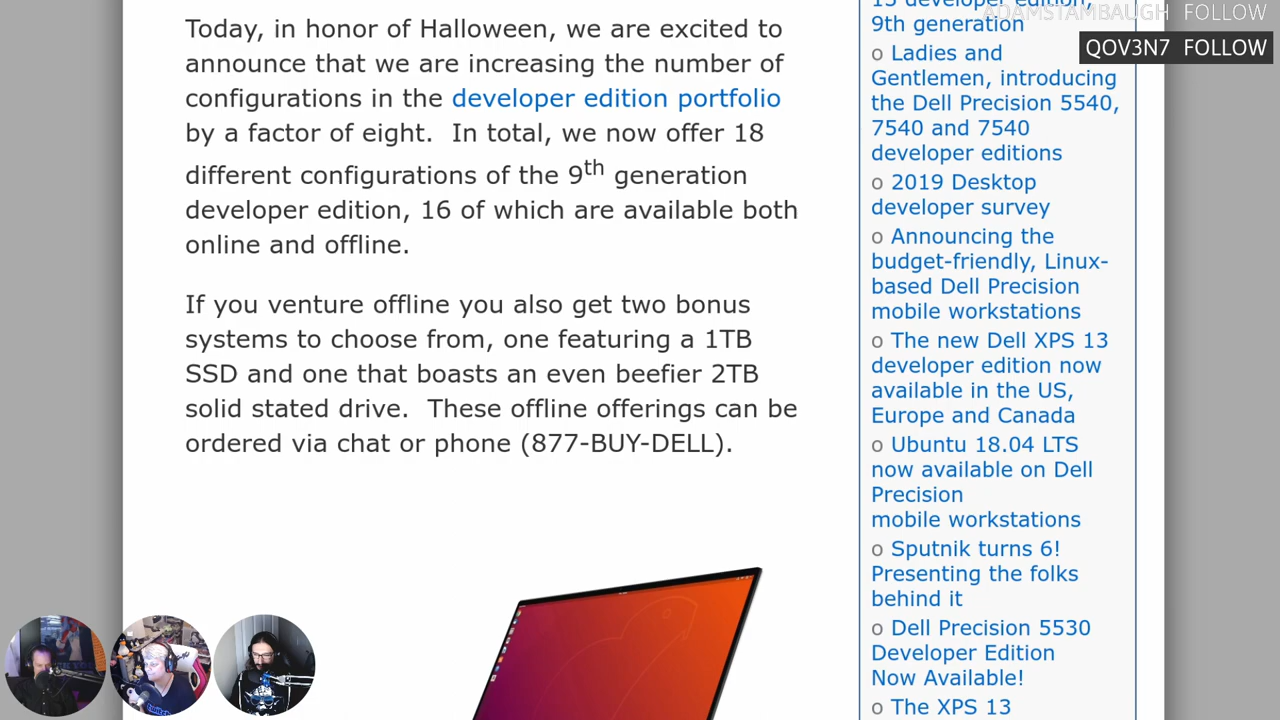 Today, in honor of Halloween, we are excited to
announce that we are increasing the number of
configurations in the developer edition portfolio
by a factor of eight.  In total, we now offer 18
different configurations of the 9th generation
developer edition, 16 of which are available both
online and offline.
If you venture offline you also get two bonus
systems to choose from, one featuring a 1TB
SSD and one that boasts an even beefier 2TB
solid stated drive.  These offline offerings can be
ordered via chat or phone (877-BUY-DELL).
ADAMSTAMBAUGH FOLLOW
QOV3N7 FOLLOW
13 developer edition,
9th generation
o Ladies and
Gentlemen, introducing
the Dell Precision 5540,
7540 and 7540
developer editions
o 2019 Desktop
developer survey
o Announcing the
budget-friendly, Linux-
based Dell Precision
mobile workstations
o The new Dell XPS 13
developer edition now
available in the US,
Europe and Canada
o Ubuntu 18.04 LTS
now available on Dell
Precision
mobile workstations
o Sputnik turns 6!
Presenting the folks
behind it
o Dell Precision 5530
Developer Edition
Now Available!
o The XPS 13